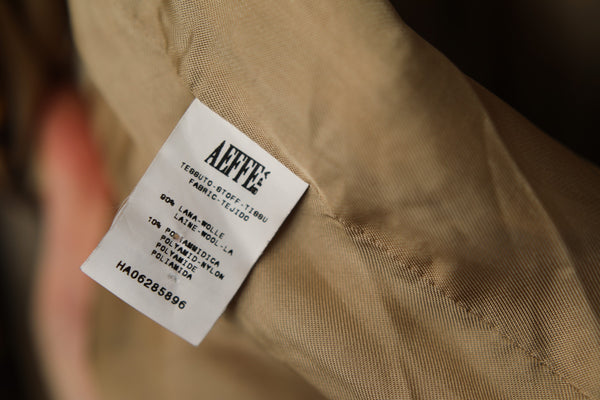 AEFFE
TESSUTO-STOFF-TISSU
FABRIC-TEJIDO
90% LANA-WOLLE
LAINE-WOOL-LA
10% POLIAMMIDICA
POLYAMID-NYLON
POLYAMIDE
POLIAMIDA
HA06285896